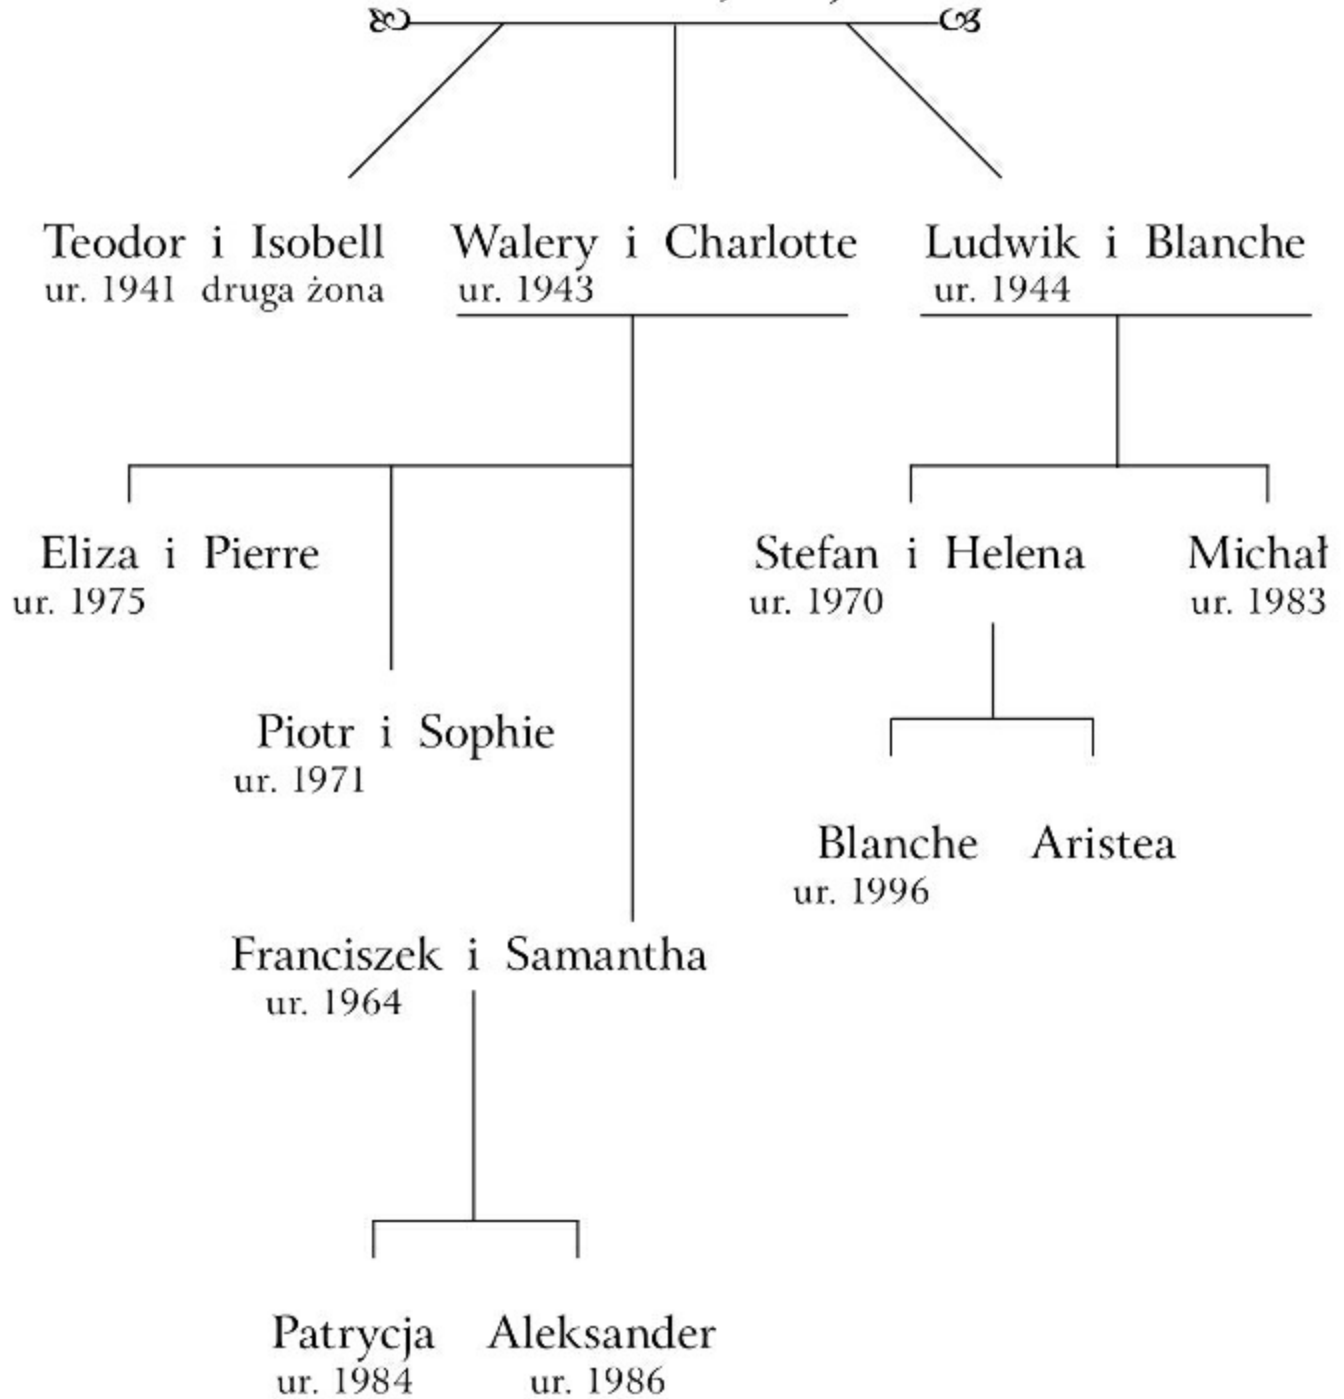 Teodor i Isobell Walery i Charlotte Ludwik i Blanche
ur. 1941 druga żona ur. 1943 ur. 1944
Eliza i Pierre Stefan i Helena Michał
ur. 1975 ur. 1970 ur. 1983
Piotr i Sophie
ur. 1971
Blanche Aristea
ur. 1996
Franciszek i Samantha
ur. 1964
Patrycja Aleksander
ur. 1984 ur. 1986